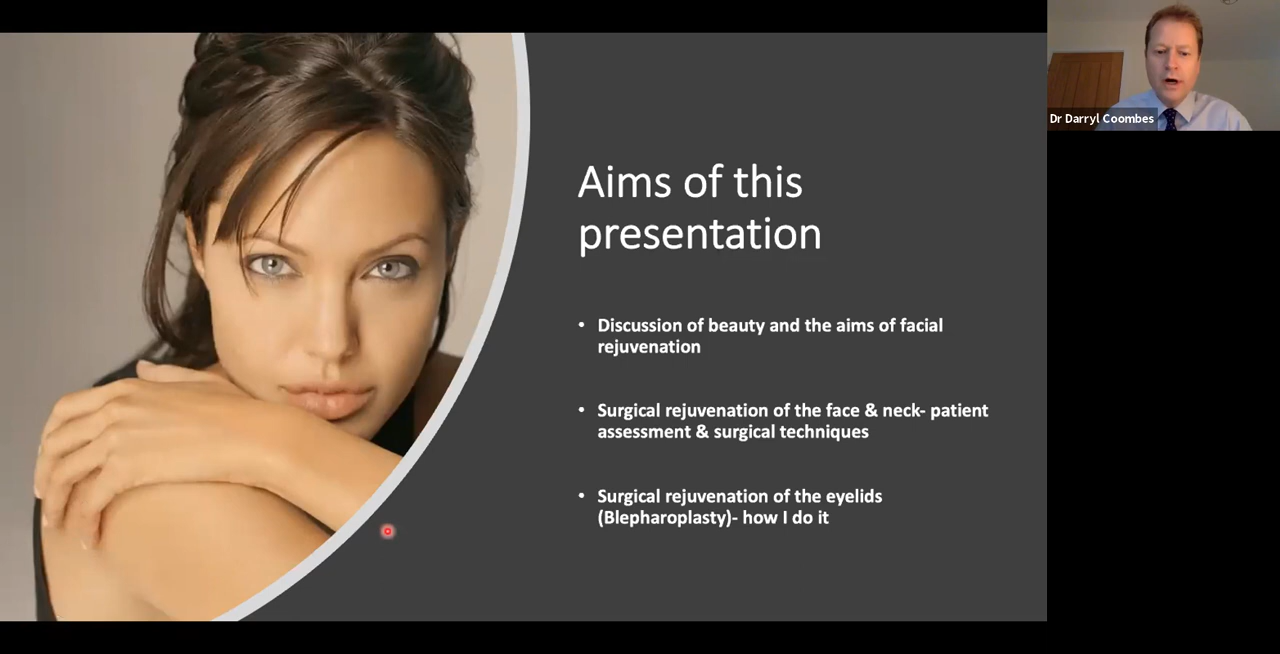 Aims of this
presentation
• Discussion of beauty and the aims of facial
rejuvenation
• Surgical rejuvenation of the face & neck- patient
assessment & surgical techniques
• Surgical rejuvenation of the eyelids
(Blepharoplasty)- how I do it
Dr Darryl Coombes